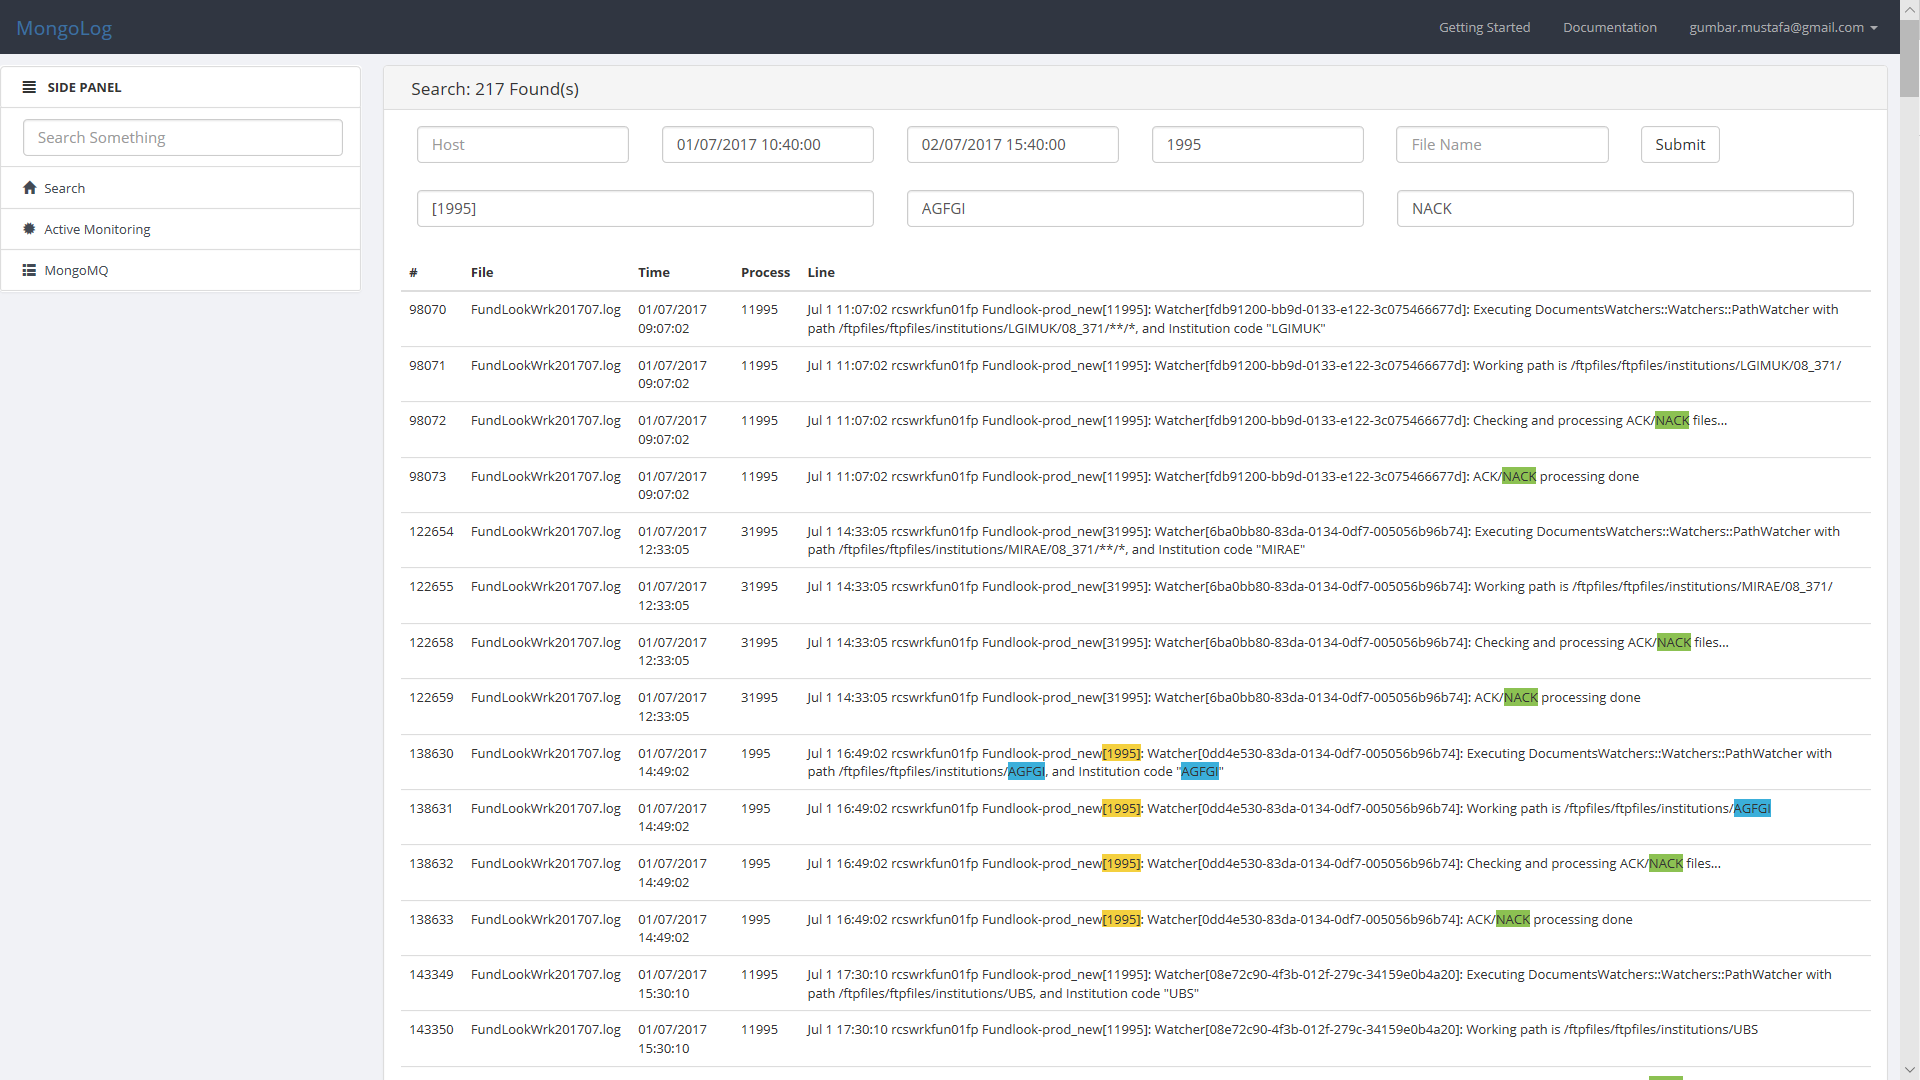 MongoLog
Getting Started
Documentation
gumbar.mustafa@gmail.com
SIDE PANEL
Search Something
Search
Active Monitoring
MongoMQ
Search: 217 Found(s)
Host
01/07/2017 10:40:00
02/07/2017 15:40:00
1995
File Name
Submit
[1995]
AGFGI
NACK
# File Time Process Line
98070 FundLookWrk201707.log 01/07/2017 11995 Jul 1 11:07:02 rcswrkfun01fp Fundlook-prod_new[11995]: Watcher[fdb91200-bb9d-0133-e122-3c075466677d]: Executing DocumentsWatchers::Watchers::PathWatcher with
09:07:02 path /ftpfiles/ftpfiles/institutions/LGIMUK/08_371/**/*, and Institution code "LGIMUK"
98071 FundLookWrk201707.log 01/07/2017 11995 Jul 1 11:07:02 rcswrkfun01fp Fundlook-prod_new[11995]: Watcher[fdb91200-bb9d-0133-e122-3c075466677d]: Working path is /ftpfiles/ftpfiles/institutions/LGIMUK/08_371/
09:07:02
98072 FundLookWrk201707.log 01/07/2017 11995 Jul 1 11:07:02 rcswrkfun01fp Fundlook-prod_new[11995]: Watcher[fdb91200-bb9d-0133-e122-3c075466677d]: Checking and processing ACK/NACK files...
09:07:02
98073 FundLookWrk201707.log 01/07/2017 11995 Jul 1 11:07:02 rcswrkfun01fp Fundlook-prod_new[11995]: Watcher[fdb91200-bb9d-0133-e122-3c075466677d]: ACK/NACK processing done
09:07:02
122654 FundLookWrk201707.log 01/07/2017 31995 Jul 1 14:33:05 rcswrkfun01fp Fundlook-prod_new[31995]: Watcher[6ba0bb80-83da-0134-0df7-005056b96b74]: Executing DocumentsWatchers::Watchers::PathWatcher with
12:33:05 path /ftpfiles/ftpfiles/institutions/MIRAE/08_371/**/*, and Institution code "MIRAE"
122655 FundLookWrk201707.log 01/07/2017 31995 Jul 1 14:33:05 rcswrkfun01fp Fundlook-prod_new[31995]: Watcher[6ba0bb80-83da-0134-0df7-005056b96b74]: Working path is /ftpfiles/ftpfiles/institutions/MIRAE/08_371/
12:33:05
122658 FundLookWrk201707.log 01/07/2017 31995 Jul 1 14:33:05 rcswrkfun01fp Fundlook-prod_new[31995]: Watcher[6ba0bb80-83da-0134-0df7-005056b96b74]: Checking and processing ACK/NACK files...
12:33:05
122659 FundLookWrk201707.log 01/07/2017 31995 Jul 1 14:33:05 rcswrkfun01fp Fundlook-prod_new[31995]: Watcher[6ba0bb80-83da-0134-0df7-005056b96b74]: ACK/NACK processing done
12:33:05
138630 FundLookWrk201707.log 01/07/2017 1995 Jul 1 16:49:02 rcswrkfun01fp Fundlook-prod_new[1995]: Watcher[0dd4e530-83da-0134-0df7-005056b96b74]: Executing DocumentsWatchers::Watchers::PathWatcher with
14:49:02 path /ftpfiles/ftpfiles/institutions/AGFGI, and Institution code "AGFGI"
138631 FundLookWrk201707.log 01/07/2017 1995 Jul 1 16:49:02 rcswrkfun01fp Fundlook-prod_new[1995]: Watcher[0dd4e530-83da-0134-0df7-005056b96b74]: Working path is /ftpfiles/ftpfiles/institutions/AGFGI
14:49:02
138632 FundLookWrk201707.log 01/07/2017 1995 Jul 1 16:49:02 rcswrkfun01fp Fundlook-prod_new[1995]: Watcher[0dd4e530-83da-0134-0df7-005056b96b74]: Checking and processing ACK/NACK files...
14:49:02
138633 FundLookWrk201707.log 01/07/2017 1995 Jul 1 16:49:02 rcswrkfun01fp Fundlook-prod_new[1995]: Watcher[0dd4e530-83da-0134-0df7-005056b96b74]: ACK/NACK processing done
14:49:02
143349 FundLookWrk201707.log 01/07/2017 11995 Jul 1 17:30:10 rcswrkfun01fp Fundlook-prod_new[11995]: Watcher[08e72c90-4f3b-012f-279c-34159e0b4a20]: Executing DocumentsWatchers::Watchers::PathWatcher with
15:30:10 path /ftpfiles/ftpfiles/institutions/UBS, and Institution code "UBS"
143350 FundLookWrk201707.log 01/07/2017 11995 Jul 1 17:30:10 rcswrkfun01fp Fundlook-prod_new[11995]: Watcher[08e72c90-4f3b-012f-279c-34159e0b4a20]: Working path is /ftpfiles/ftpfiles/institutions/UBS
15:30:10